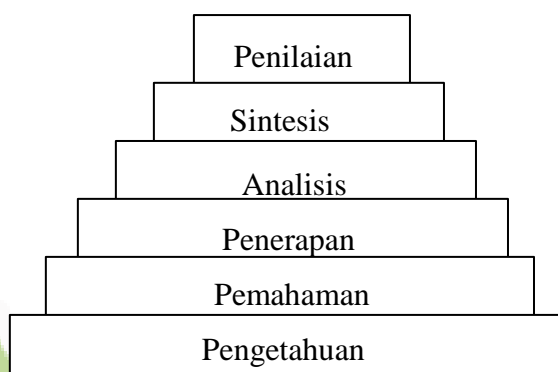 Penilaian
Sintesis
Analisis
Penerapan
Pemahaman
Pengetahuan